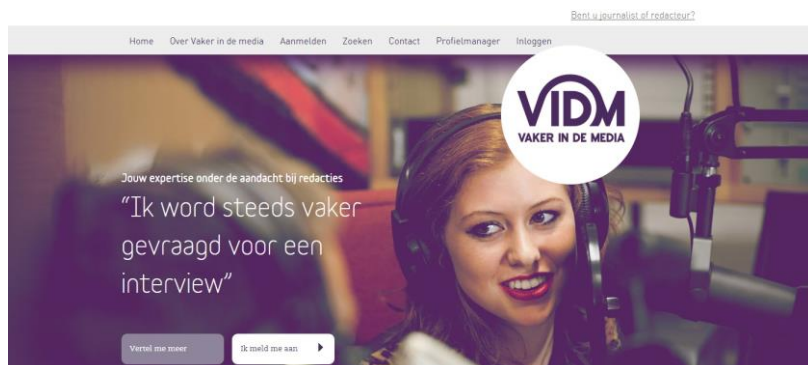 Bent u journalist of redacteur?
Home Over Vaker in de media Aanmelden Zoeken Contact Profielmanager Inloggen
VIDM
VAKER IN DE MEDIA
Jouw expertise onder de aandacht bij redacties
"Ik word steeds vaker
gevraagd voor een
interview"
Vertel me meer Ik meld me aan